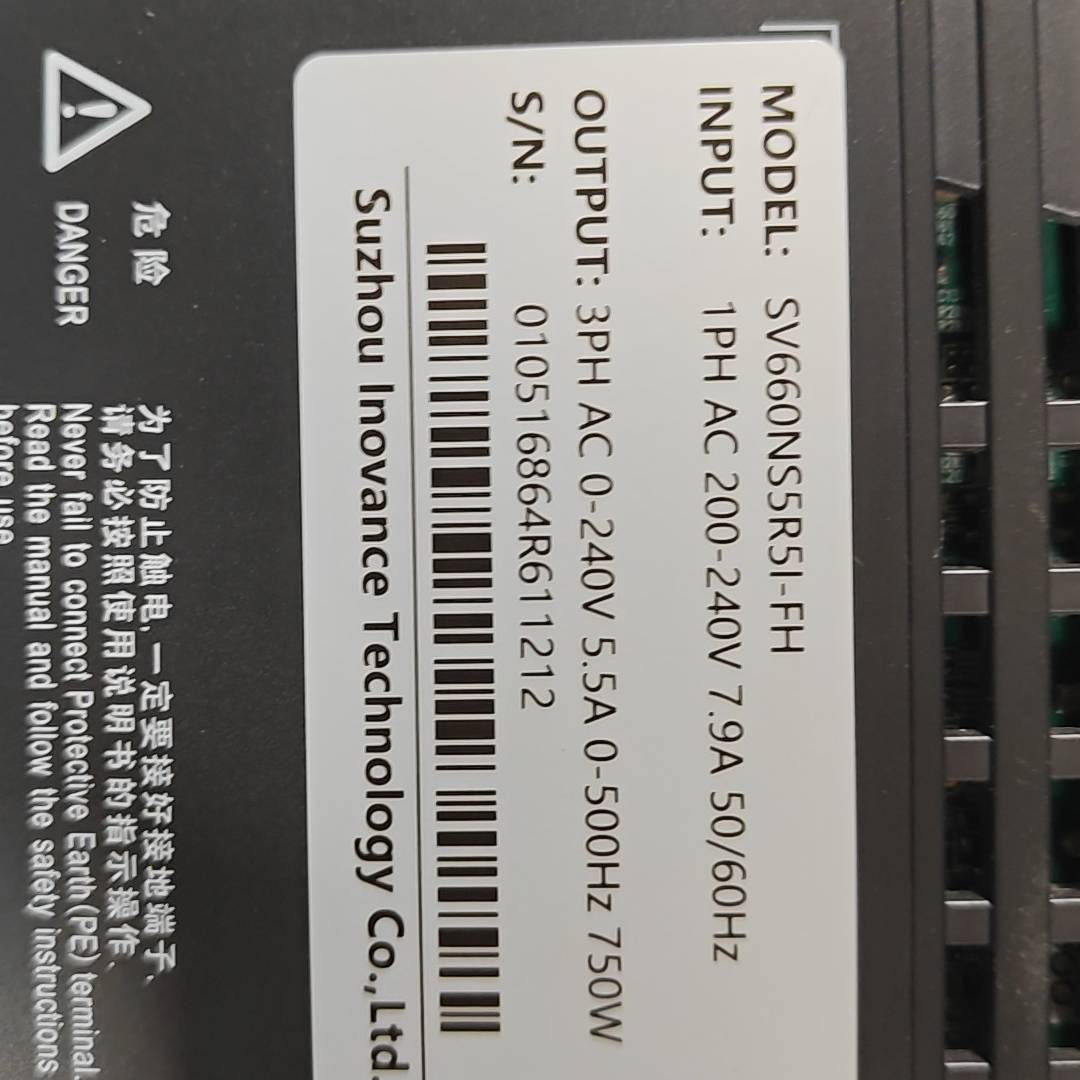 MODEL: SV660NS5R5I-FH
INPUT: 1PH AC 200-240V 7.9A 50/60Hz
OUTPUT: 3PH AC 0-240V 5.5A 0-500Hz 750W
S/N: 010516864R611212
Suzhou Inovance Technology Co.,Ltd.
危险
DANGER
为了防止触电,一定要接好接地端子、
请务必按照使用说明书的指示操作、
Never fail to connect Protective Earth(PE) terminal.
Read the manual and follow the safety instructions
before use